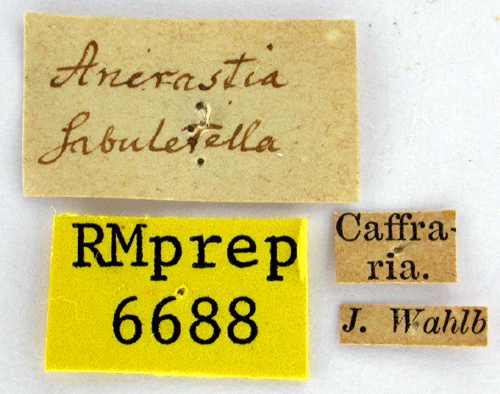 Anerastia
sabuletella
RMprep
6688
Caffra-
ria.
J. Wahlb